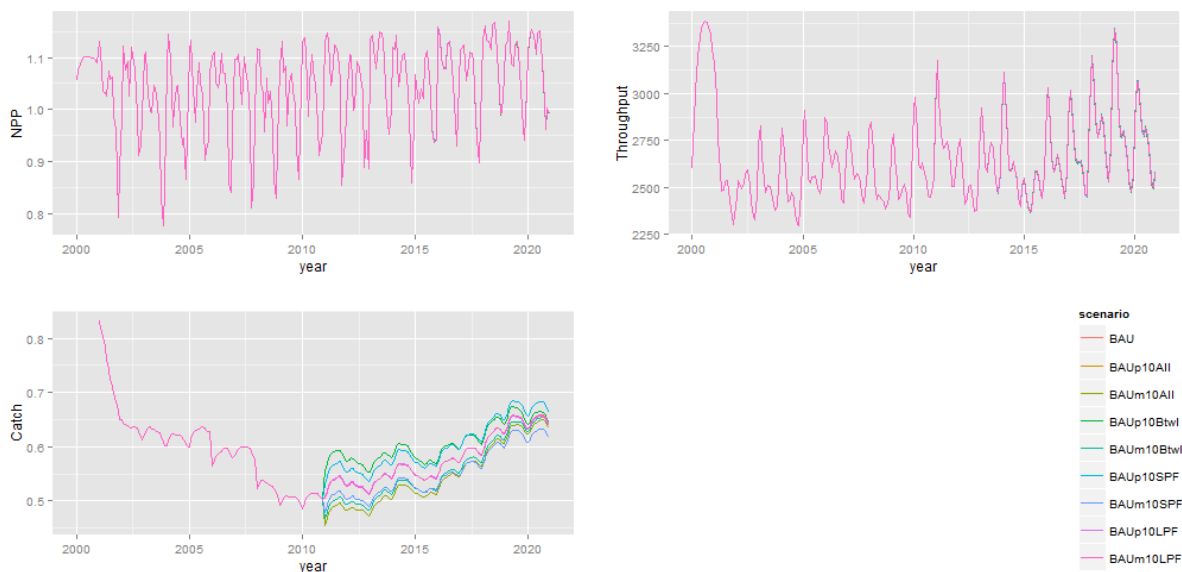 NPP
1.1
1.0
0.9
0.8
2000
2005
2010
2015
2020
year
Throughput
3250
3000
2750
2500
2250
2000
2005
2010
2015
2020
year
Catch
0.8
0.7
0.6
0.5
2000
2005
2010
2015
2020
year
scenario
BAU
BAUp10All
BAUm10All
BAUp10Btwl
BAUm10Btwl
BAUp10SPF
BAUm10SPF
BAUp10LPF
BAUm10LPF